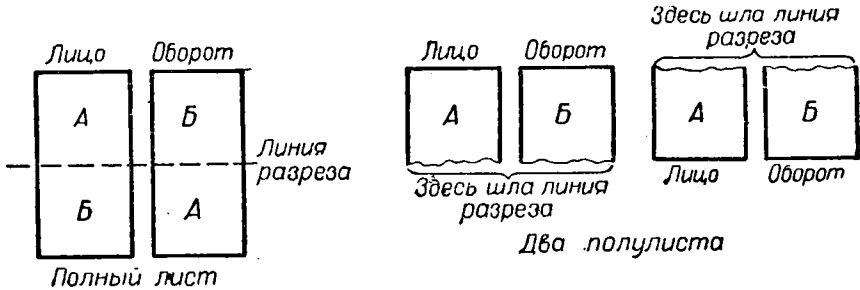 Лицо Оборот
А Б
Линия
разреза
Б А
Полный лист
Лицо Оборот
А Б
Здесь шла линия
разреза
Здесь шла линия
разреза
А Б
Лицо Оборот
Два полулиста